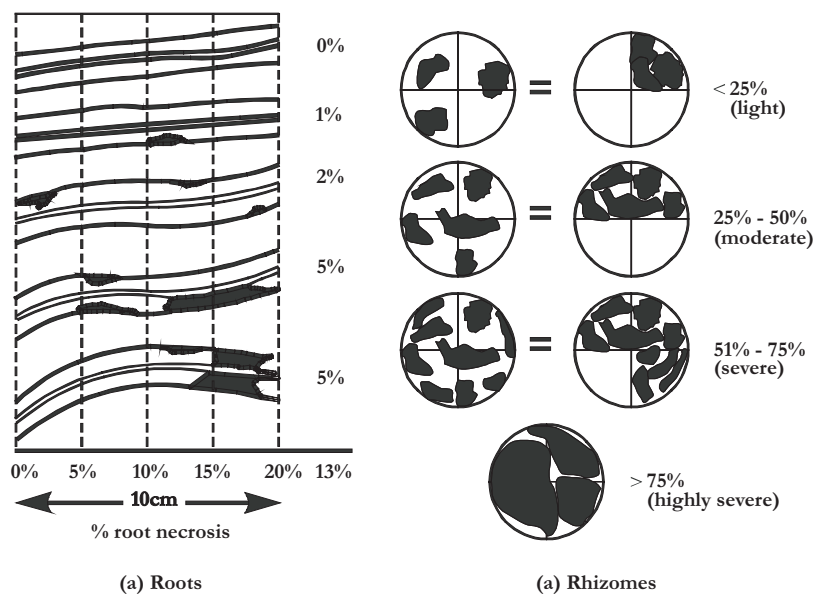 0%
1%
2%
5%
5%
0% 5% 10% 15% 20% 13%
10cm
% root necrosis
(a) Roots
< 25%
(light)
25% - 50%
(moderate)
51% - 75%
(severe)
> 75%
(highly severe)
(a) Rhizomes